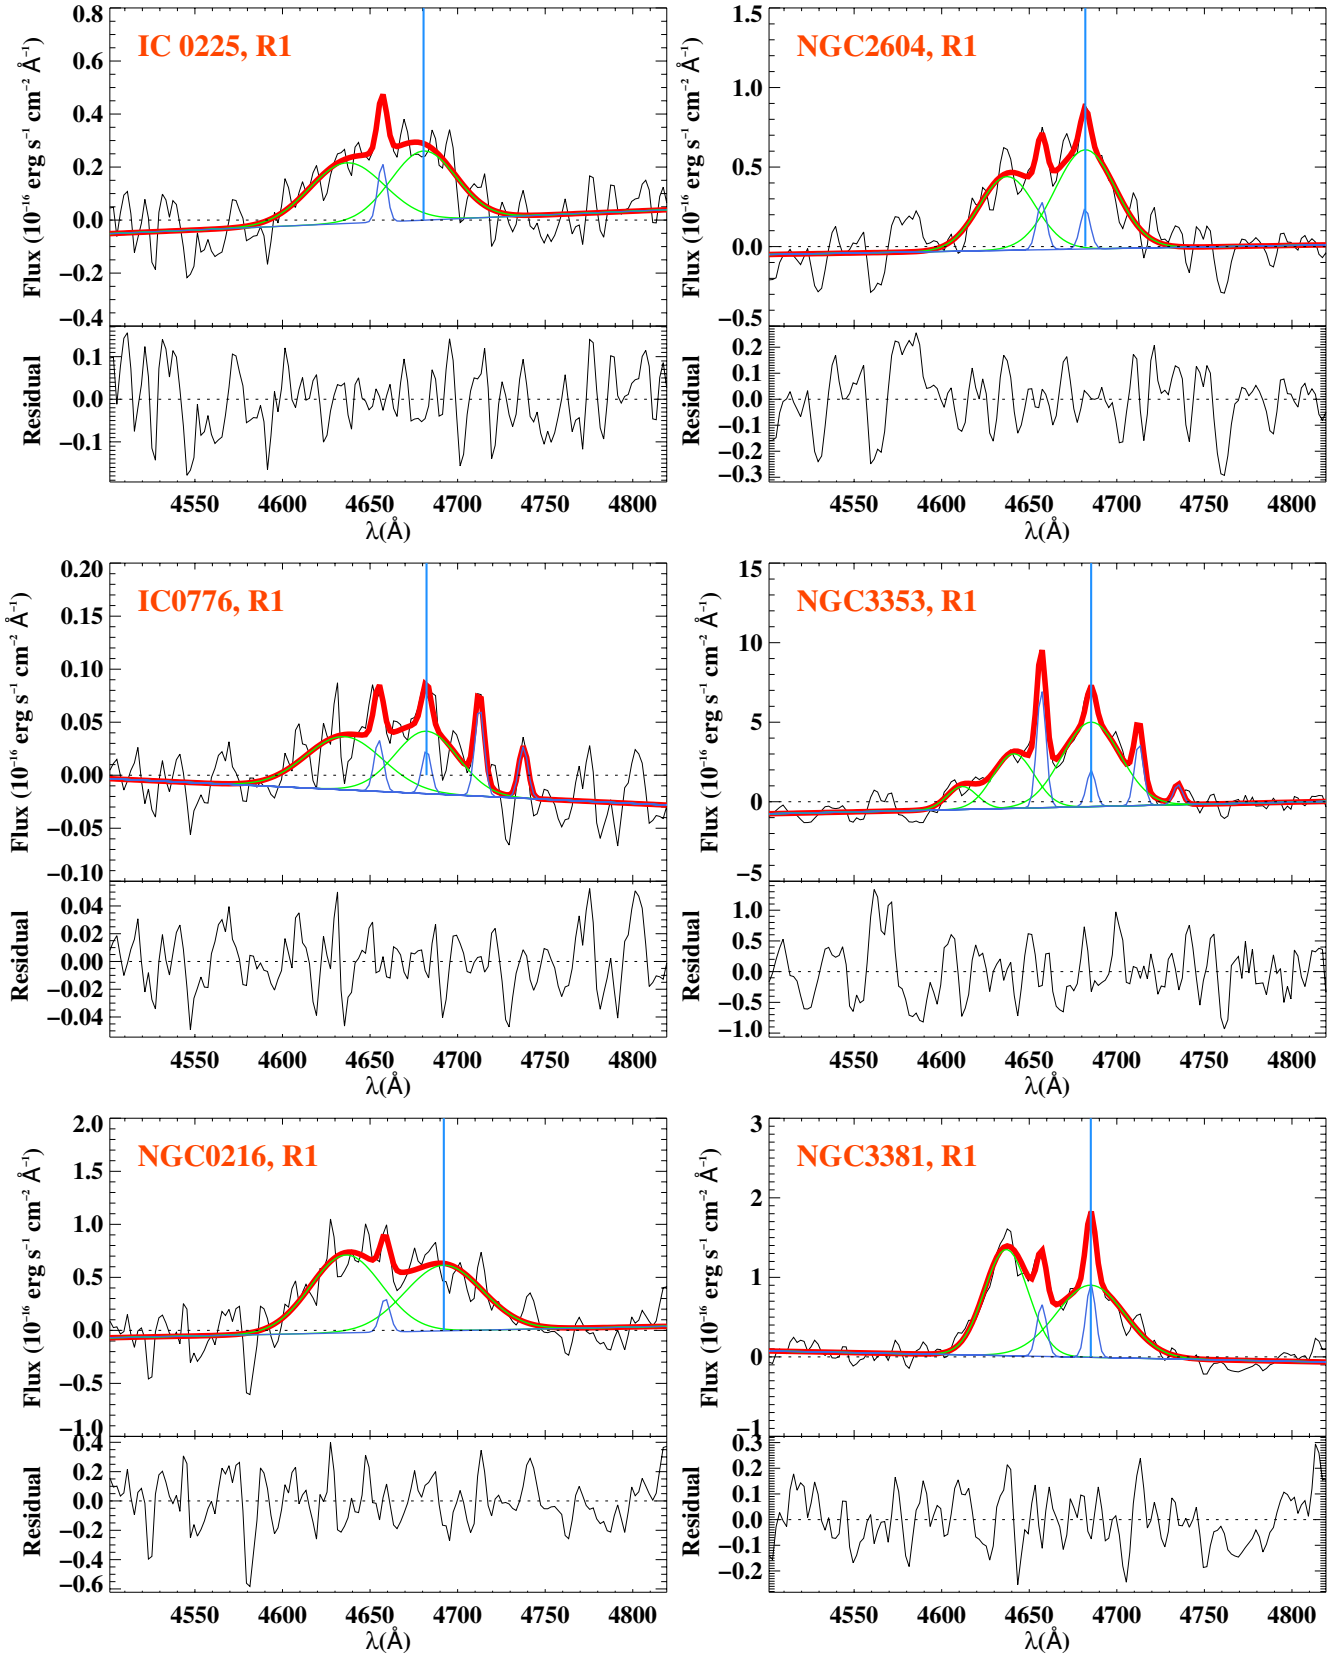 IC 0225, R1
Flux (10⁻¹⁶ erg s⁻¹ cm⁻² Å⁻¹)
0.8
0.6
0.4
0.2
0.0
−0.2
−0.4
Residual
0.1
0.0
−0.1
4550 4600 4650 4700 4750 4800
λ(Å)
NGC2604, R1
Flux (10⁻¹⁶ erg s⁻¹ cm⁻² Å⁻¹)
1.5
1.0
0.5
0.0
−0.5
Residual
0.2
0.1
0.0
−0.1
−0.2
−0.3
4550 4600 4650 4700 4750 4800
λ(Å)
IC0776, R1
Flux (10⁻¹⁶ erg s⁻¹ cm⁻² Å⁻¹)
0.20
0.15
0.10
0.05
0.00
−0.05
−0.10
Residual
0.04
0.02
0.00
−0.02
−0.04
4550 4600 4650 4700 4750 4800
λ(Å)
NGC3353, R1
Flux (10⁻¹⁶ erg s⁻¹ cm⁻² Å⁻¹)
15
10
5
0
−5
Residual
1.0
0.5
0.0
−0.5
−1.0
4550 4600 4650 4700 4750 4800
λ(Å)
NGC0216, R1
Flux (10⁻¹⁶ erg s⁻¹ cm⁻² Å⁻¹)
2.0
1.5
1.0
0.5
0.0
−0.5
−1.0
Residual
0.4
0.2
0.0
−0.2
−0.4
−0.6
4550 4600 4650 4700 4750 4800
λ(Å)
NGC3381, R1
Flux (10⁻¹⁶ erg s⁻¹ cm⁻² Å⁻¹)
3
2
1
0
−1
Residual
0.3
0.2
0.1
0.0
−0.1
−0.2
4550 4600 4650 4700 4750 4800
λ(Å)